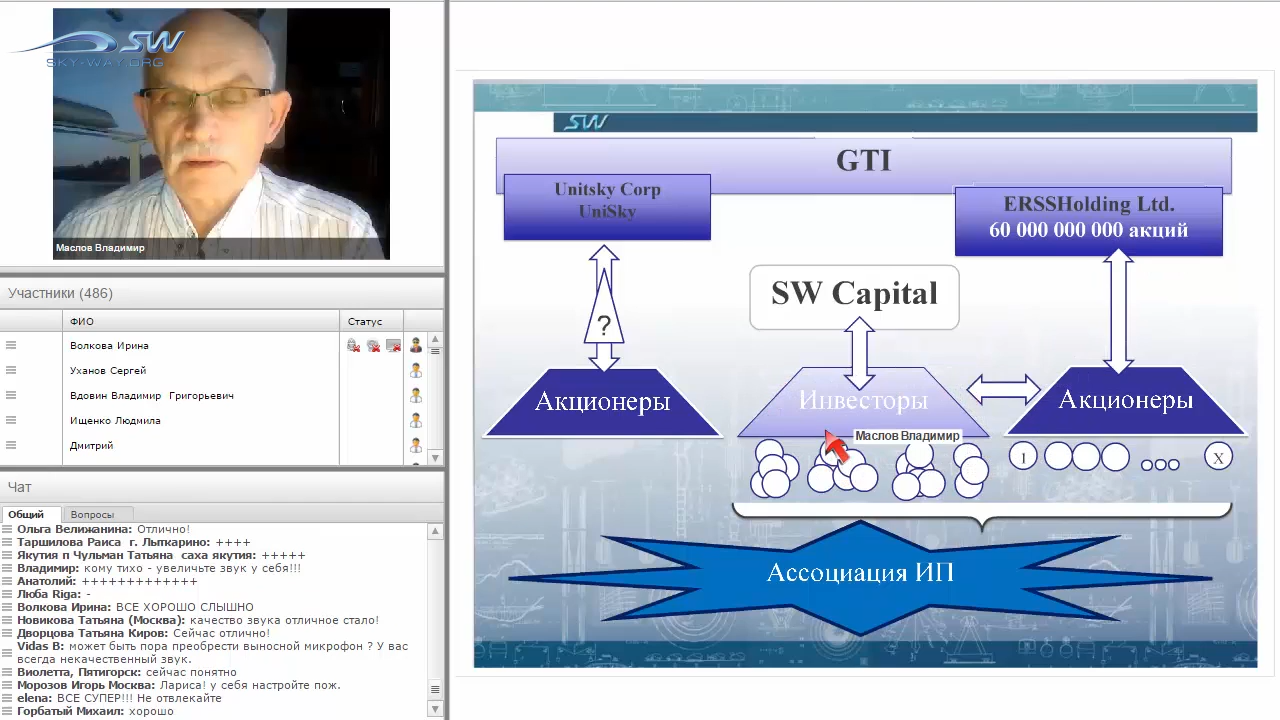 SW
SKY-WAY.ORG
Маслов Владимир
Участники (486)
ФИО
Статус
Волкова Ирина
Уханов Сергей
Вдовин Владимир Григорьевич
Ищенко Людмила
Дмитрий
Чат
Общий
Вопросы
Ольга Велижанина: Отлично!
Таршилова Раиса г. Лыткарино: ++++
Якутия п Чульман Татьяна саха якутия: +++++
Владимир: кому тихо - увеличьте звук у себя!!!
Анатолий: +++++++++++++
Люба Riga: -
Волкова Ирина: ВСЕ ХОРОШО СЛЫШНО
Новикова Татьяна (Москва): качество звука отличное стало!
Дворцова Татьяна Киров: Сейчас отлично!
Vidas B: может быть пора преобрести выносной микрофон ? У вас
всегда некачественный звук.
Виолетта, Пятигорск: сейчас понятно
Морозов Игорь Москва: Лариса! у себя настройте пож.
elena: ВСЕ СУПЕР!!! Не отвлекайте
Горбатый Михаил: хорошо
SW
GTI
Unitsky Corp
UniSky
ERSSHolding Ltd.
60 000 000 000 акций
SW Capital
?
Акционеры
Инвесторы
Акционеры
Маслов Владимир
I
X
Ассоциация ИП